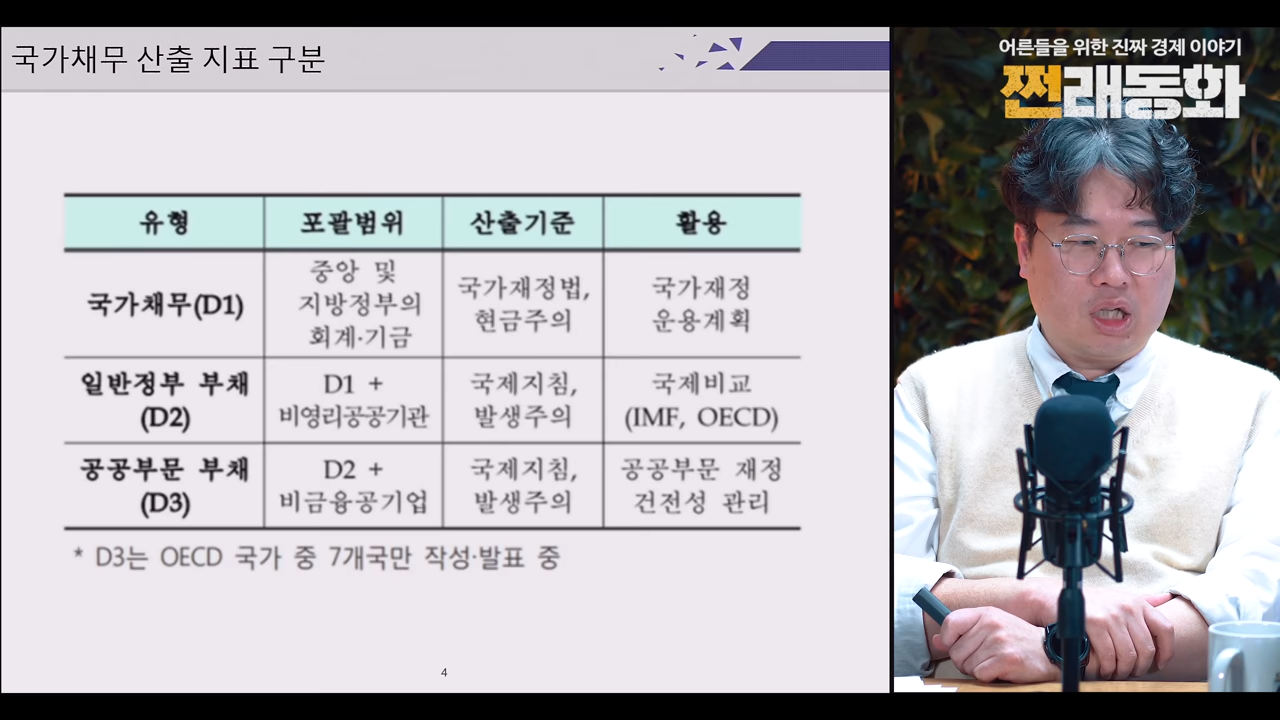 국가채무 산출 지표 구분
어른들을 위한 진짜 경제 이야기
쩐래동화
유형 포괄범위 산출기준 활용
국가채무(D1)
중앙 및
지방정부의
회계·기금
국가재정법,
현금주의
국가재정
운용계획
일반정부 부채
(D2)
D1 +
비영리공공기관
국제지침,
발생주의
국제비교
(IMF, OECD)
공공부문 부채
(D3)
D2 +
비금융공기업
국제지침,
발생주의
공공부문 재정
건전성 관리
* D3는 OECD 국가 중 7개국만 작성·발표 중
4